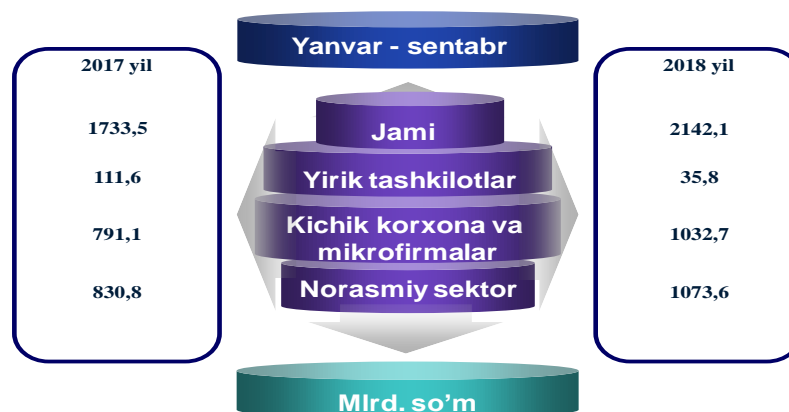 Yanvar - sentabr
2017 yil
1733,5
111,6
791,1
830,8
Jami
Yirik tashkilotlar
Kichik korxona va
mikrofirmalar
Norasmiy sektor
2018 yil
2142,1
35,8
1032,7
1073,6
Mlrd. so’m